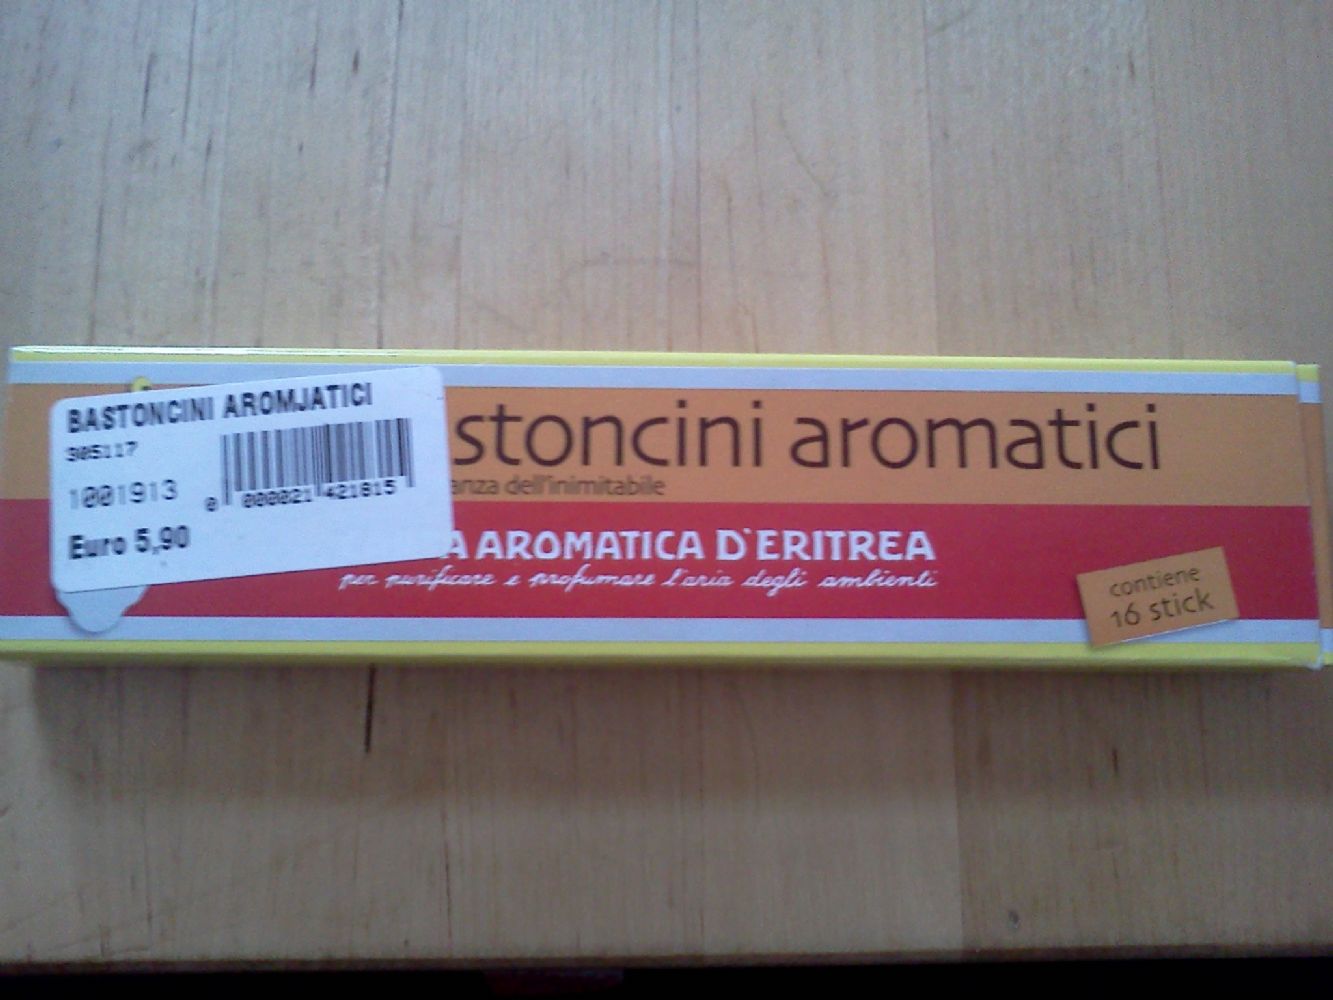 BASTONCINI AROMJATICI
305117
1001913
0 000021 421815
Euro 5,90
stoncini aromatici
anza dell'inimitabile
A AROMATICA D'ERITREA
per purificare e profumare l'aria degli ambienti
contiene
16 stick